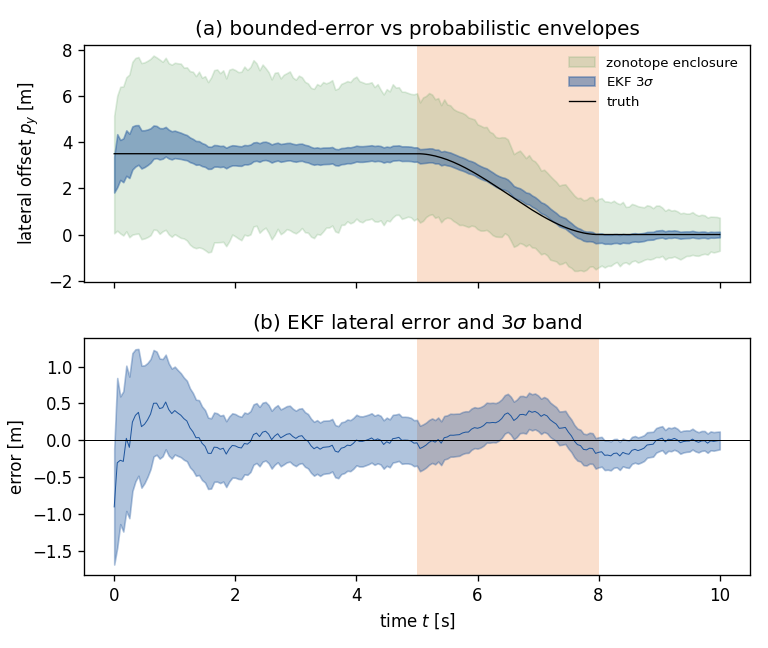 (a) bounded-error vs probabilistic envelopes
8
6
4
2
0
−2
lateral offset $p_y$ [m]
zonotope enclosure
EKF 3σ
truth
(b) EKF lateral error and 3σ band
1.0
0.5
0.0
−0.5
−1.0
−1.5
error [m]
0 2 4 6 8 10
time t [s]